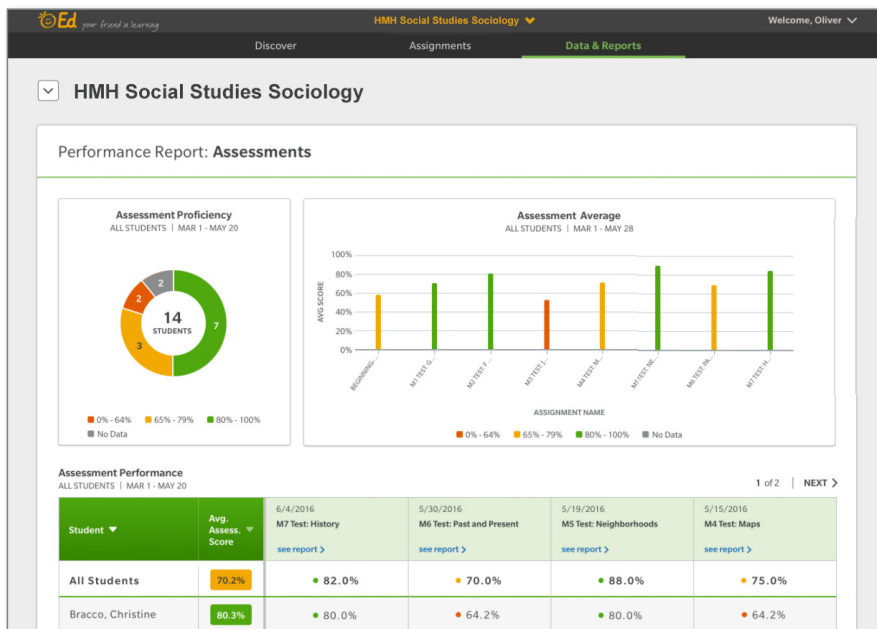 Ed your friend in learning
HMH Social Studies Sociology
Welcome, Oliver
Discover
Assignments
Data & Reports
HMH Social Studies Sociology
Performance Report: Assessments
Assessment Proficiency
ALL STUDENTS | MAR 1 - MAY 20
2
2
14
STUDENTS
7
3
0% - 64%
65% - 79%
80% - 100%
No Data
Assessment Average
ALL STUDENTS | MAR 1 - MAY 28
100%
80%
60%
40%
20%
0%
AVG SCORE
BEGINNING-...
M1 TEST: G...
M2 TEST: F...
M3 TEST: J...
M4 TEST: M...
M5 TEST: NE...
M6 TEST: PA...
M7 TEST: H...
ASSIGNMENT NAME
0% - 64%
65% - 79%
80% - 100%
No Data
Assessment Performance
ALL STUDENTS | MAR 1 - MAY 20
1 of 2 | NEXT
Student
Avg.
Assess.
Score
6/4/2016
M7 Test: History
see report
5/30/2016
M6 Test: Past and Present
see report
5/19/2016
M5 Test: Neighborhoods
see report
5/15/2016
M4 Test: Maps
see report
All Students
70.2%
82.0%
70.0%
88.0%
75.0%
Bracco, Christine
80.3%
80.0%
64.2%
80.0%
64.2%